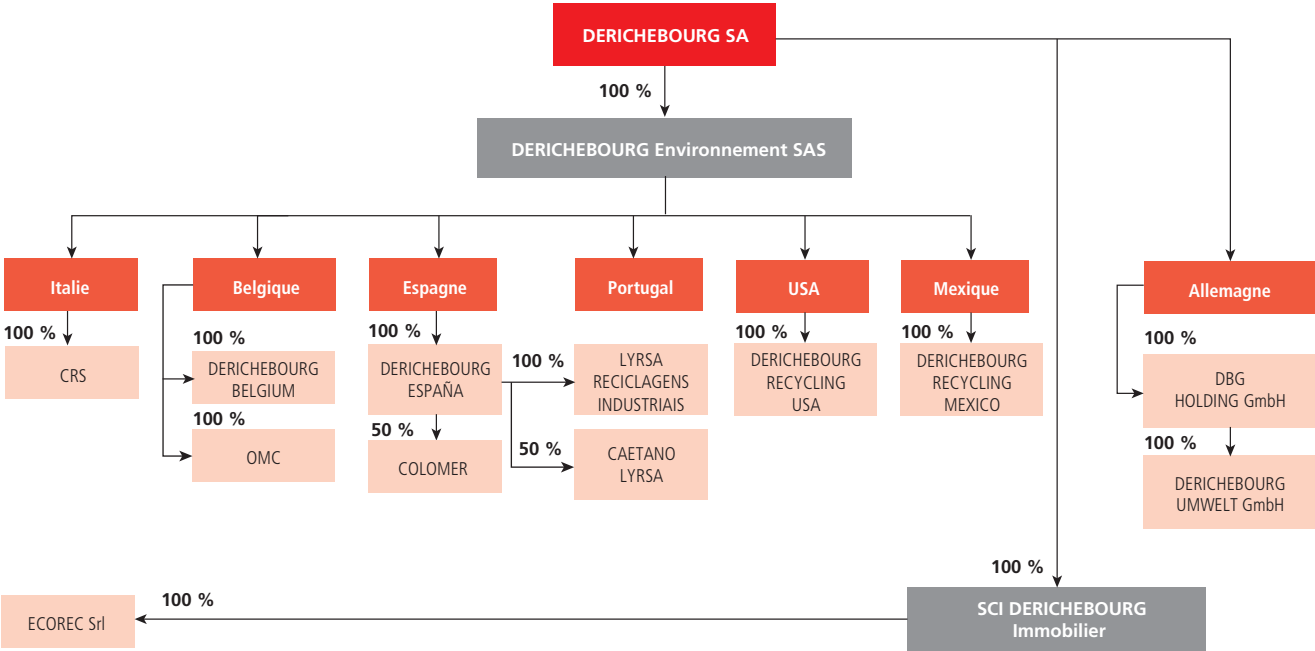 DERICHEBOURG SA
100 %
DERICHEBOURG Environnement SAS
Italie
Belgique
Espagne
Portugal
USA
Mexique
Allemagne
100 %
CRS
100 %
DERICHEBOURG
BELGIUM
100 %
OMC
100 %
DERICHEBOURG
ESPAÑA
50 %
COLOMER
100 %
LYRSA
RECICLAGENS
INDUSTRIAIS
50 %
CAETANO
LYRSA
100 %
DERICHEBOURG
RECYCLING
USA
100 %
DERICHEBOURG
RECYCLING
MEXICO
100 %
DBG
HOLDING GmbH
100 %
DERICHEBOURG
UMWELT GmbH
100 %
SCI DERICHEBOURG
Immobilier
100 %
ECOREC Srl